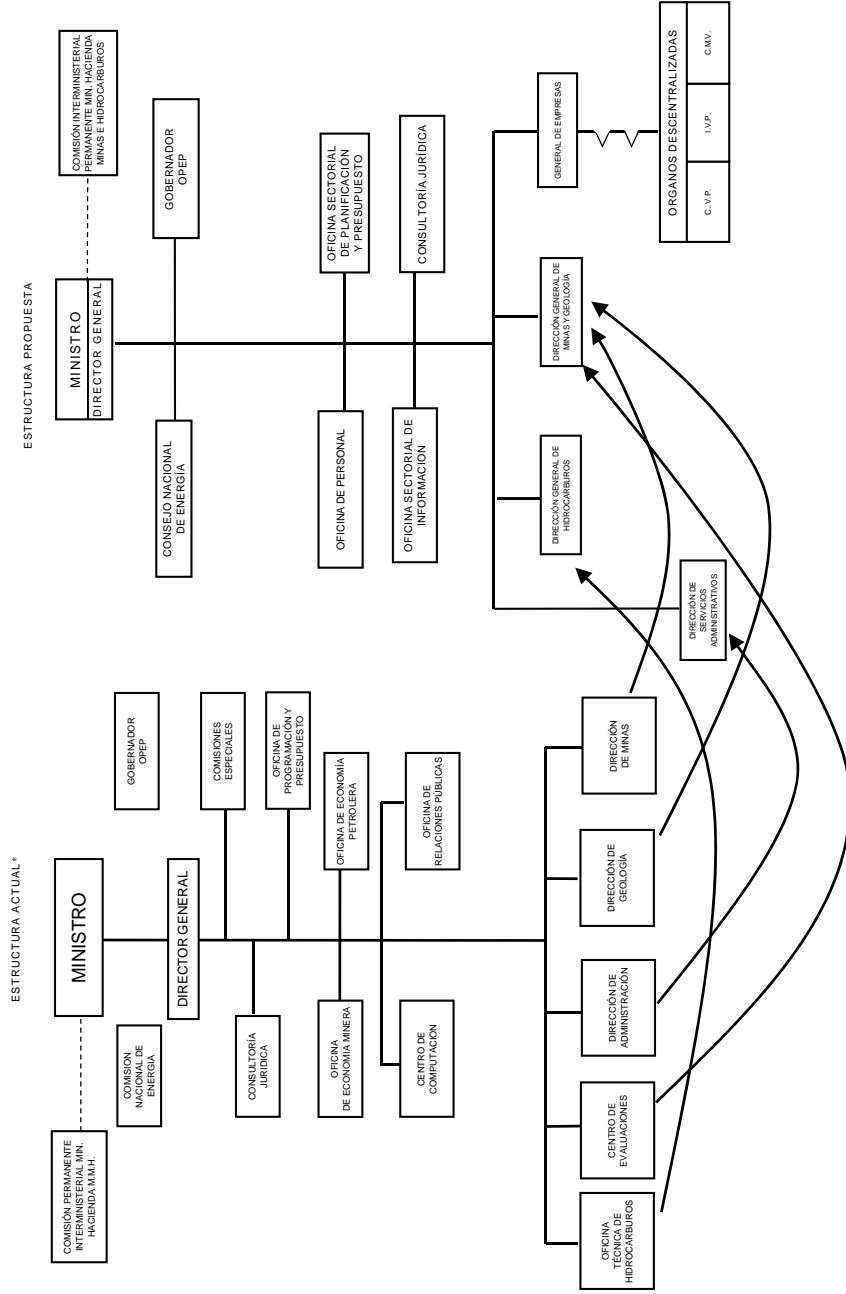 ESTRUCTURA ACTUAL*
MINISTRO
COMISIÓN PERMANENTE
INTERMINISTERIAL MIN.
HACIENDA M.M.H.
COMISION
NACIONAL DE
ENERGIA
GOBERNADOR
OPEP
DIRECTOR GENERAL
COMISIONES
ESPECIALES
CONSULTORÍA
JURIDICA
OFICINA DE
PROGRAMACIÓN Y
PRESUPUESTO
OFICINA
DE ECONOMIA MINERA
OFICINA DE ECONOMÍA
PETROLERA
CENTRO DE
COMPUTACION
OFICINA DE
RELACIONES PÚBLICAS
OFICINA
TÉCNICA DE
HIDROCARBUROS
CENTRO DE
EVALUACIONES
DIRECCIÓN DE
ADMINISTRACIÓN
DIRECCIÓN DE
GEOLOGÍA
DIRECCIÓN
DE MINAS
ESTRUCTURA PROPUESTA
MINISTRO
DIRECTOR GENERAL
COMISIÓN INTERMINISTERIAL
PERMANENTE MIN. HACIENDA
MINAS E HIDROCARBUROS
CONSEJO NACIONAL
DE ENERGÍA
GOBERNADOR
OPEP
OFICINA DE PERSONAL
OFICINA SECTORIAL
DE PLANIFICACIÓN
Y PRESUPUESTO
OFICINA SECTORIAL DE
INFORMACION
CONSULTORÍA JURÍDICA
DIRECCIÓN DE
SERVICIOS
ADMINISTRATIVOS
DIRECCIÓN GENERAL DE
HIDROCARBUROS
DIRECCIÓN GENERAL DE
MINAS Y GEOLOGÍA
GENERAL DE EMPRESAS
ORGANOS DESCENTRALIZADAS
C,.V.P.
I.V.P.
C.M.V.